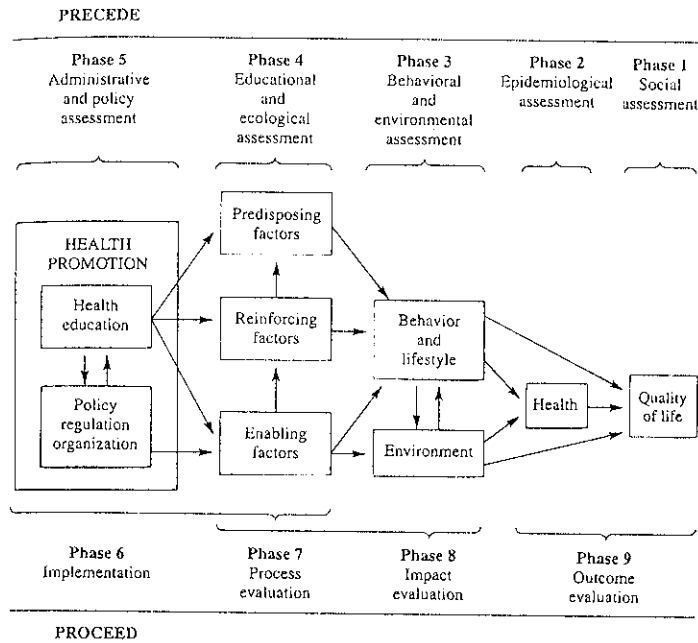 PRECEDE
Phase 5
Administrative
and policy
assessment
Phase 4
Educational and
ecological
assessment
Phase 3
Behavioral and
environmental
assessment
Phase 2
Epidemiological
assessment
Phase 1
Social
assessment
HEALTH
PROMOTION
Health
education
Policy
regulation
organization
Predisposing
factors
Reinforcing
factors
Enabling
factors
Behavior
and
lifestyle
Environment
Health
Quality
of life
Phase 6
Implementation
Phase 7
Process
evaluation
Phase 8
Impact
evaluation
Phase 9
Outcome
evaluation
PROCEED